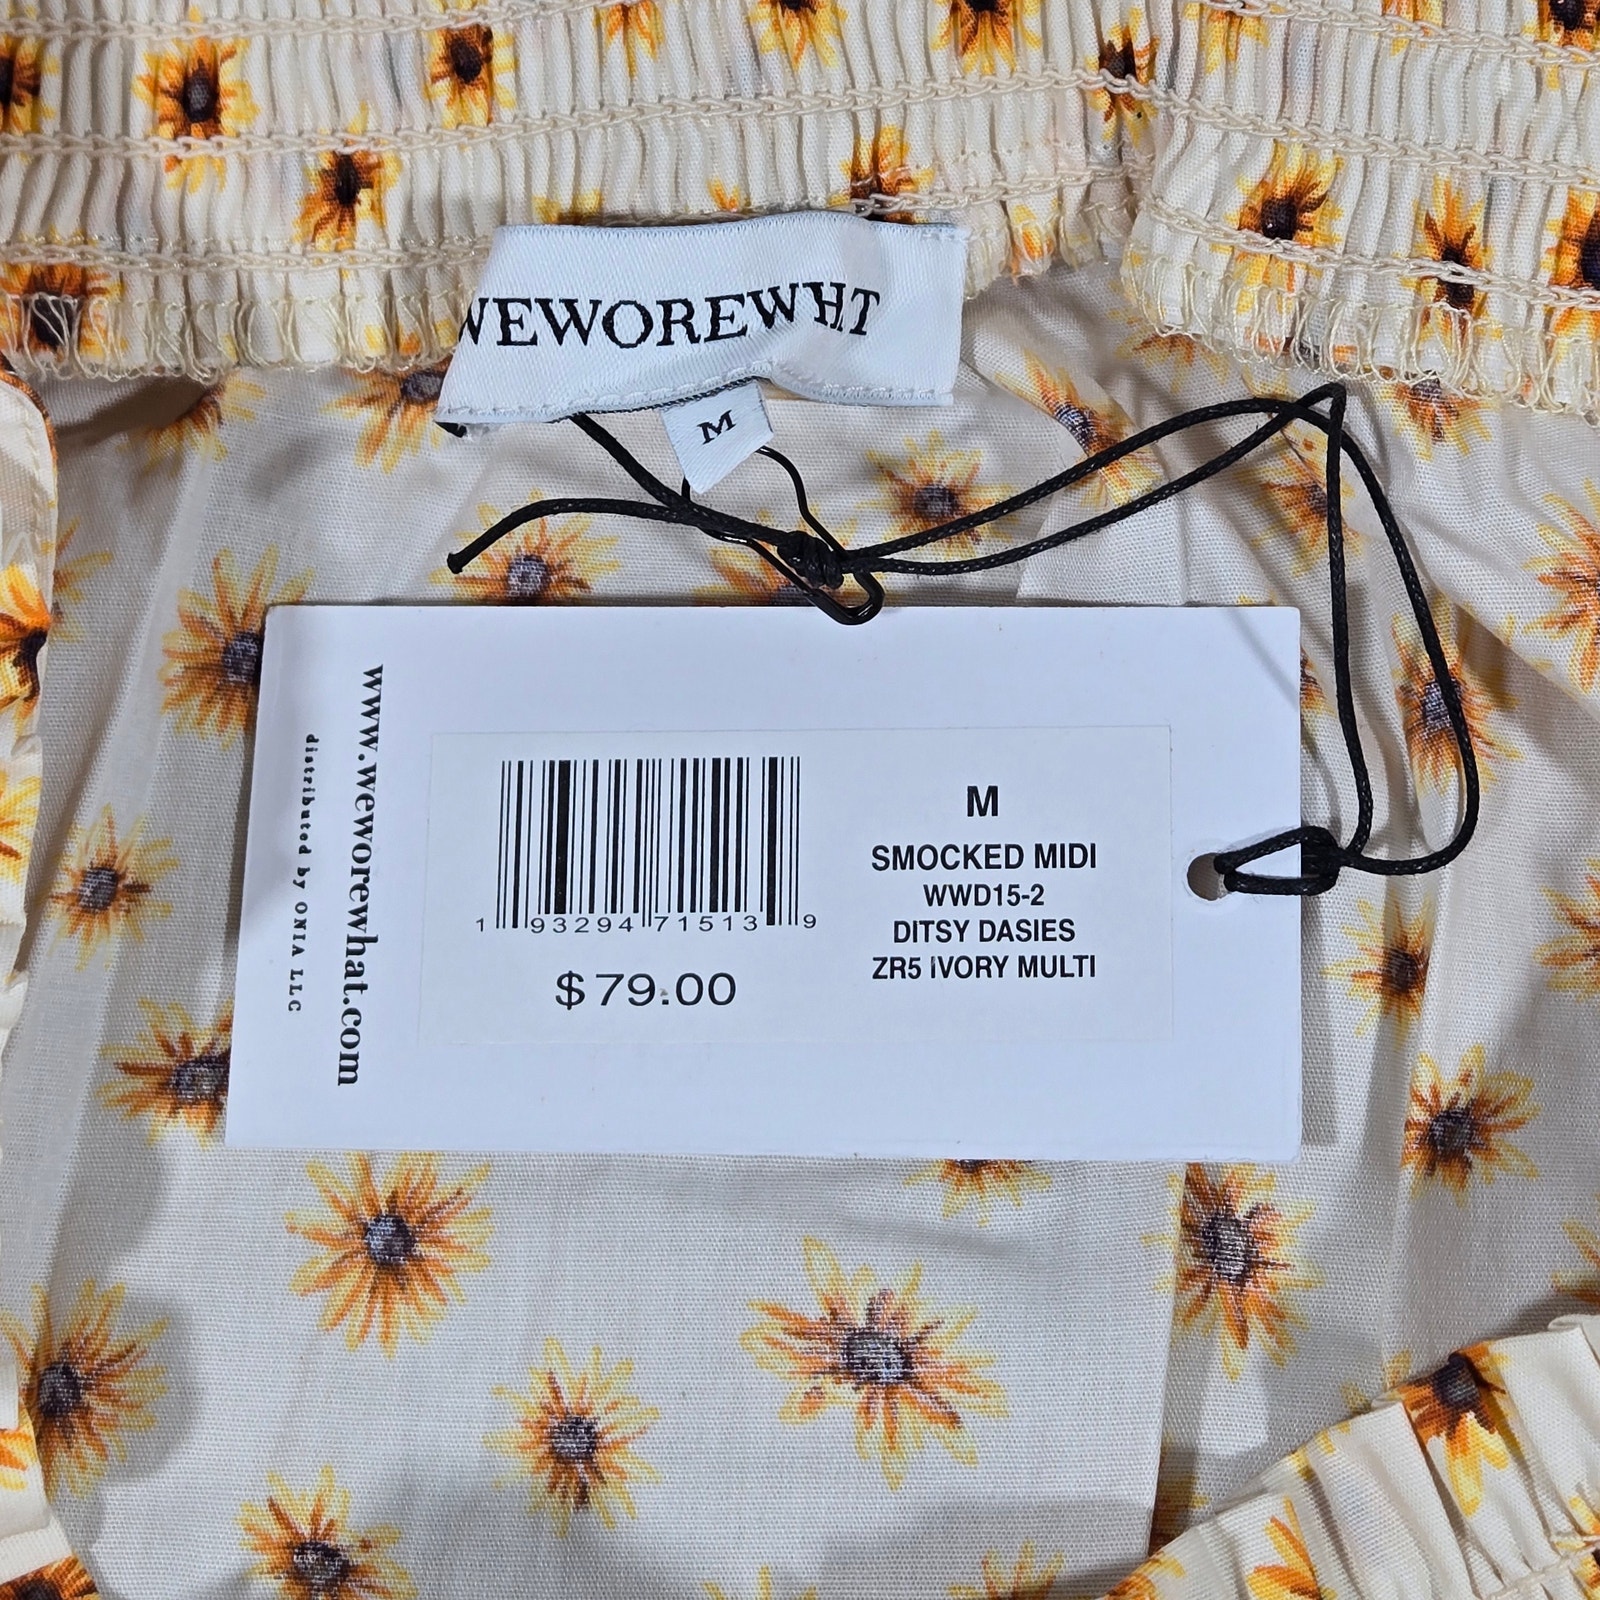 WEWOREWHT
M
www.weworewhat.com
distributed by ONIA LLC
1 93294 71513 9
$79.00
M
SMOCKED MIDI
WWD15-2
DITSY DASIES
ZR5 IVORY MULTI